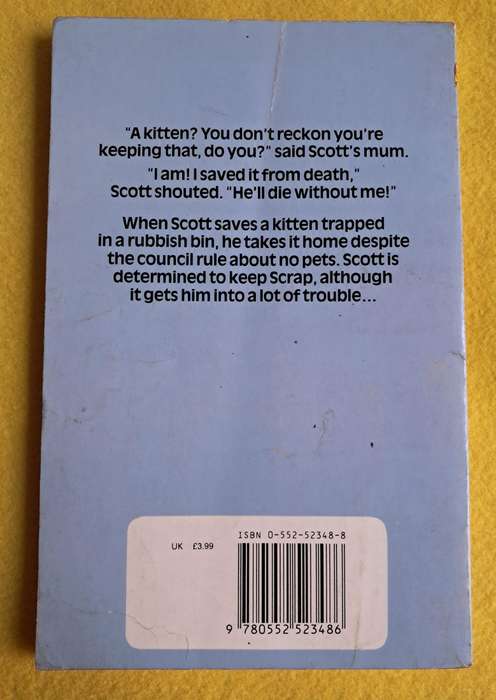 "A kitten? You don't reckon you're
keeping that, do you?" said Scott's mum.
"I am! I saved it from death,"
Scott shouted. "He'll die without me!"
When Scott saves a kitten trapped
in a rubbish bin, he takes it home despite
the council rule about no pets. Scott is
determined to keep Scrap, although
it gets him into a lot of trouble...
ISBN 0-552-52348-8
UK £3.99
9 780552 523486